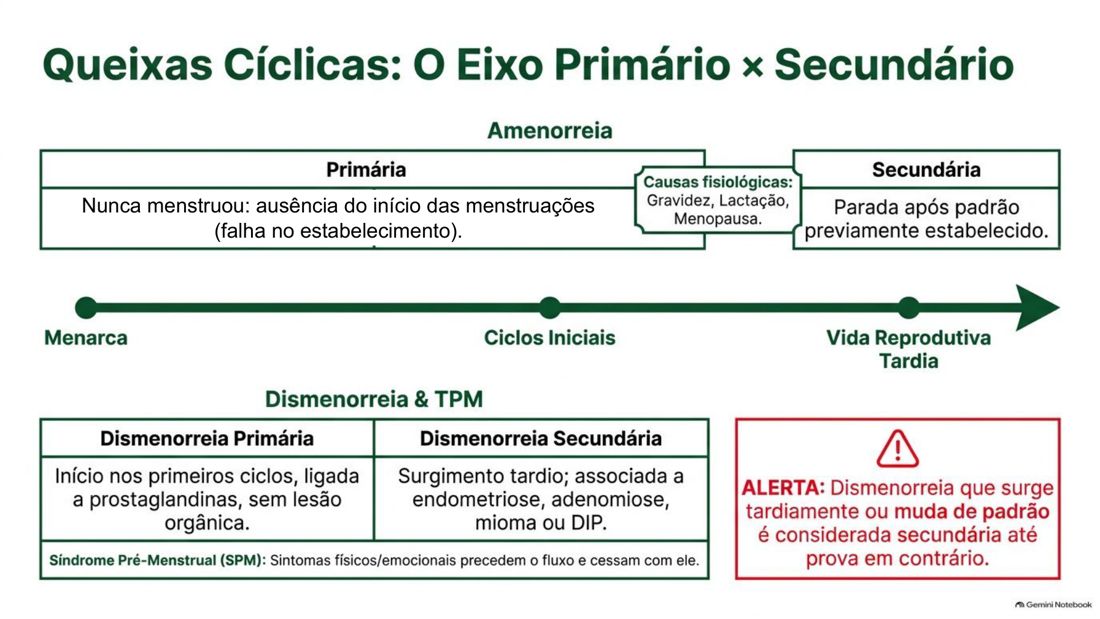 Queixas Cíclicas: O Eixo Primário × Secundário
Amenorreia
Primária
Nunca menstruou: ausência do início das menstruações
(falha no estabelecimento).
Causas fisiológicas:
Gravidez, Lactação,
Menopausa.
Secundária
Parada após padrão
previamente estabelecido.
Menarca
Ciclos Iniciais
Vida Reprodutiva
Tardia
Dismenorreia & TPM
Dismenorreia Primária
Início nos primeiros ciclos, ligada
a prostaglandinas, sem lesão
orgânica.
Dismenorreia Secundária
Surgimento tardio; associada a
endometriose, adenomiose,
mioma ou DIP.
Síndrome Pré-Menstrual (SPM): Sintomas físicos/emocionais precedem o fluxo e cessam com ele.
ALERTA: Dismenorreia que surge
tardiamente ou muda de padrão
é considerada secundária até
prova em contrário.
Gemini Notebook